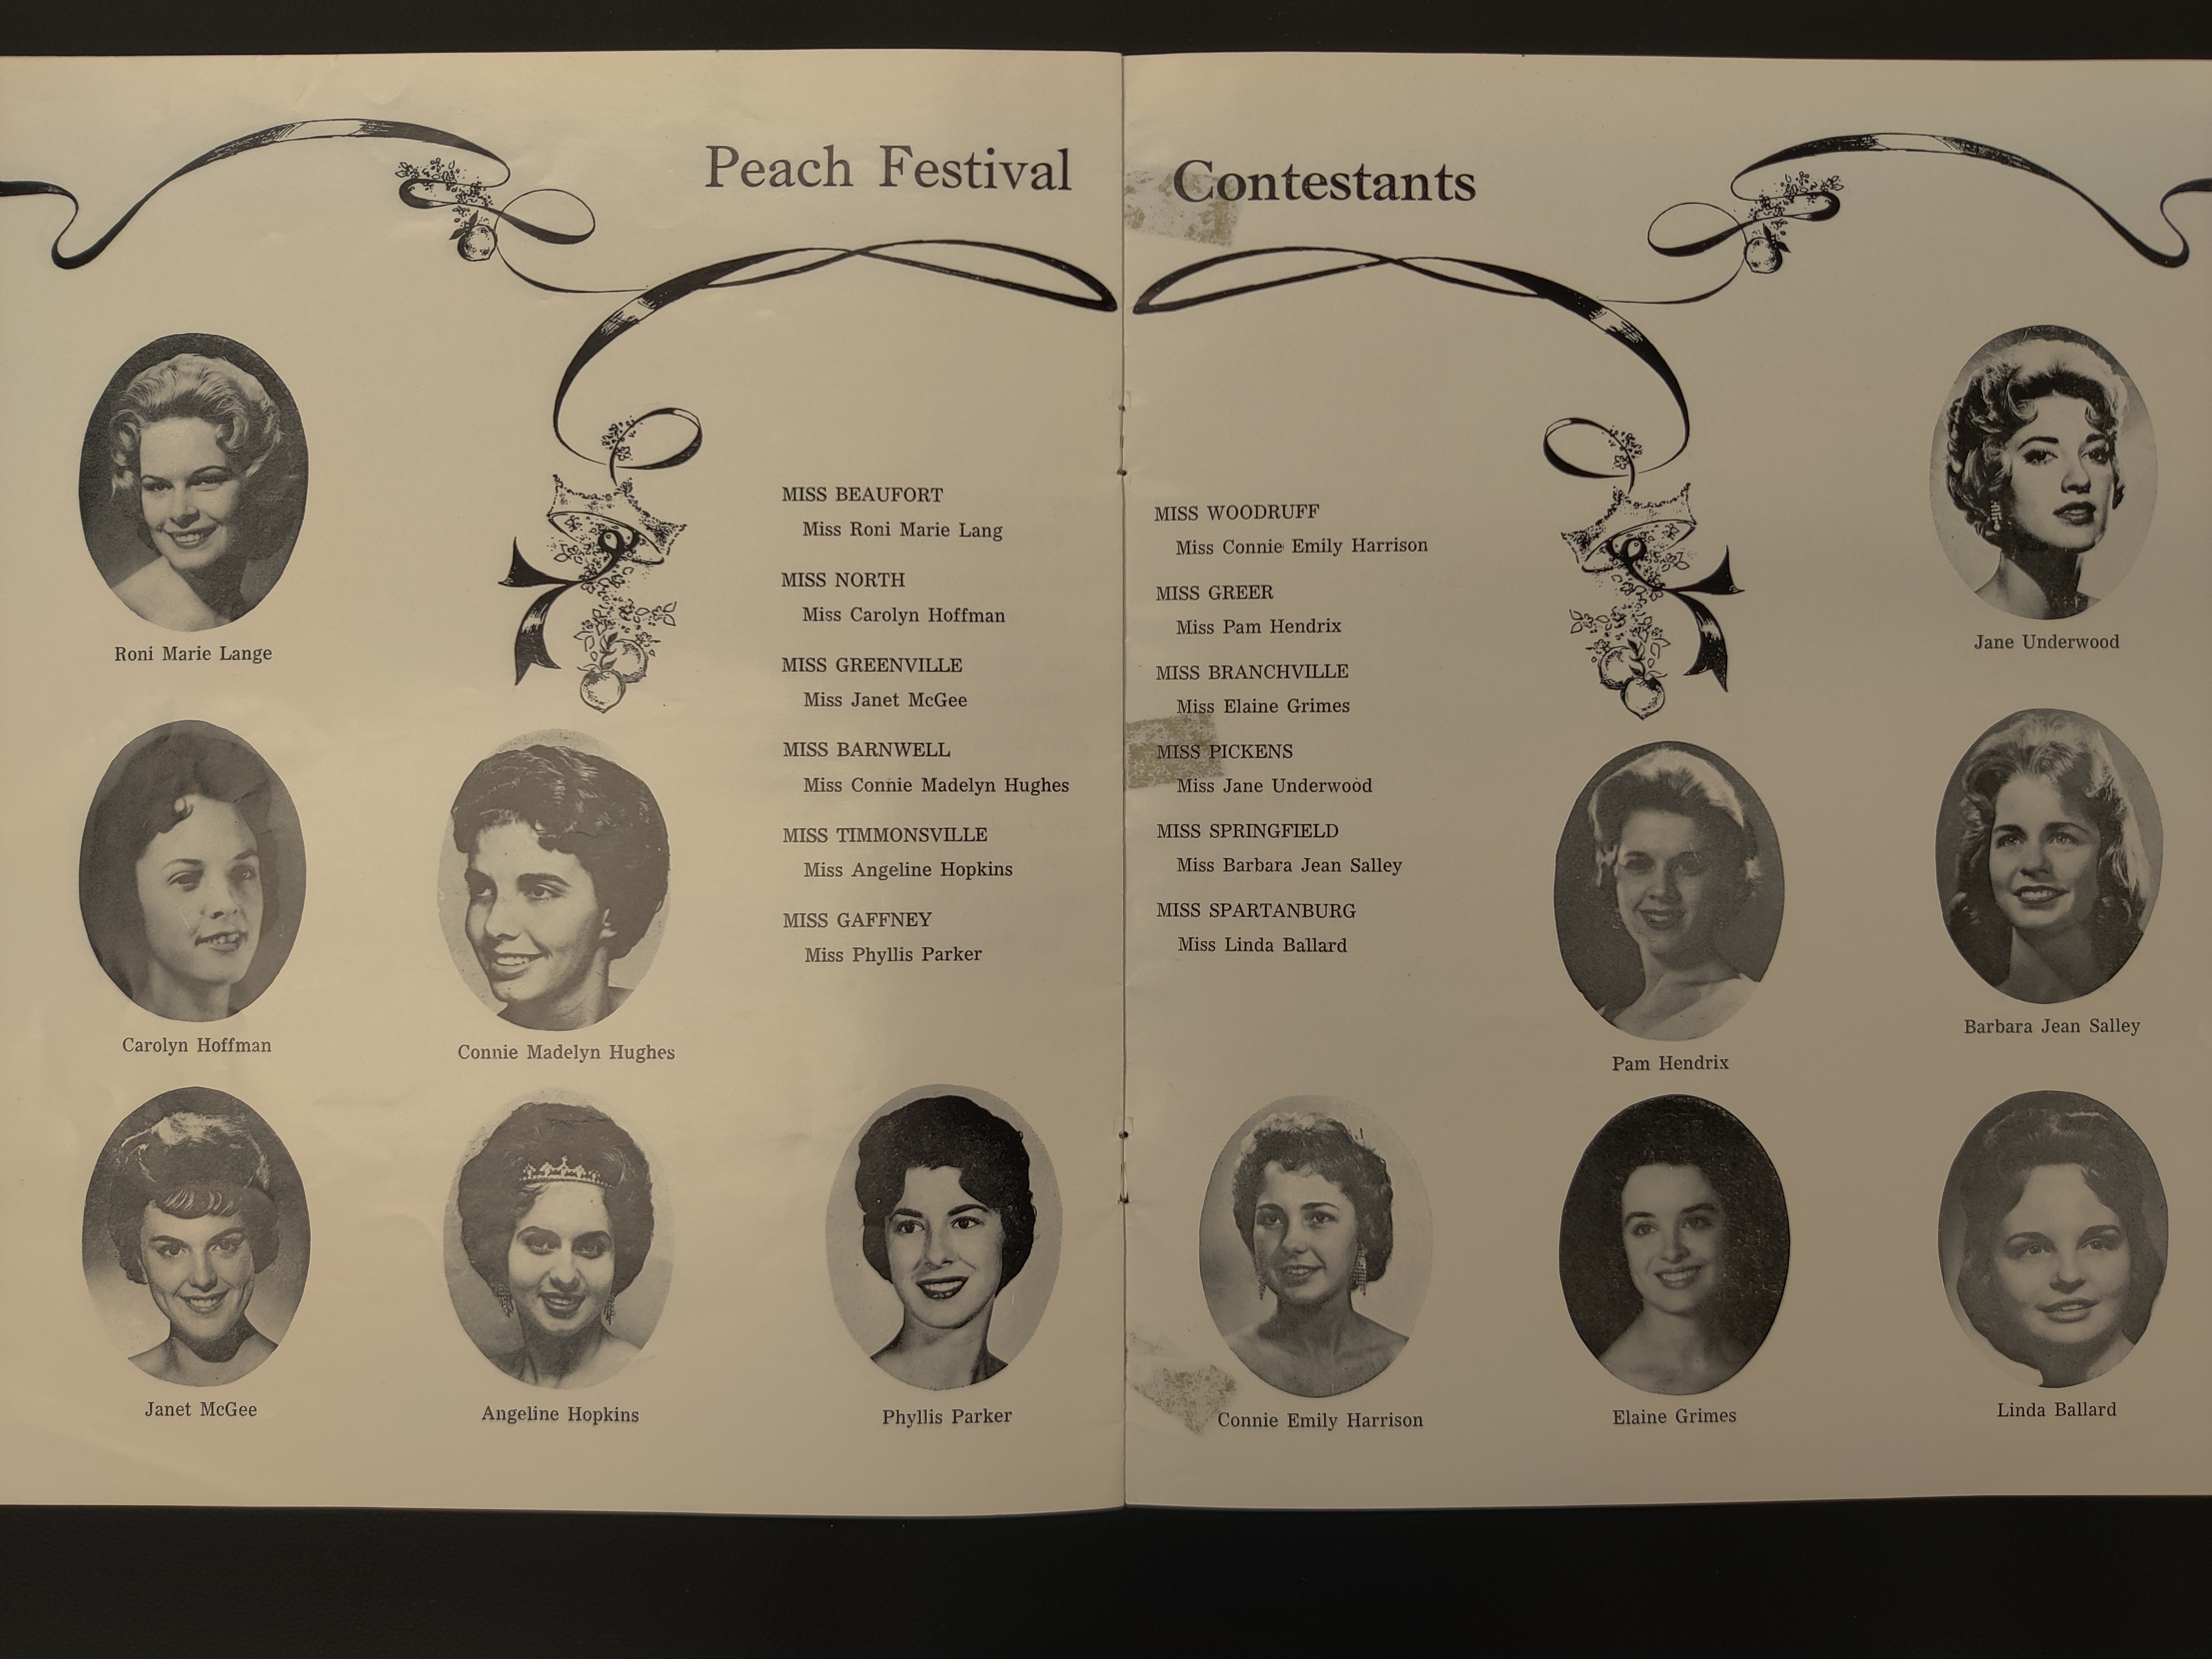 Peach Festival Contestants
MISS BEAUFORT
Miss Roni Marie Lang
MISS NORTH
Miss Carolyn Hoffman
MISS GREENVILLE
Miss Janet McGee
MISS BARNWELL
Miss Connie Madelyn Hughes
MISS TIMMONSVILLE
Miss Angeline Hopkins
MISS GAFFNEY
Miss Phyllis Parker
Roni Marie Lange
Carolyn Hoffman
Connie Madelyn Hughes
Janet McGee
Angeline Hopkins
Phyllis Parker
MISS WOODRUFF
Miss Connie Emily Harrison
MISS GREER
Miss Pam Hendrix
MISS BRANCHVILLE
Miss Elaine Grimes
MISS PICKENS
Miss Jane Underwood
MISS SPRINGFIELD
Miss Barbara Jean Salley
MISS SPARTANBURG
Miss Linda Ballard
Jane Underwood
Barbara Jean Salley
Pam Hendrix
Connie Emily Harrison
Elaine Grimes
Linda Ballard